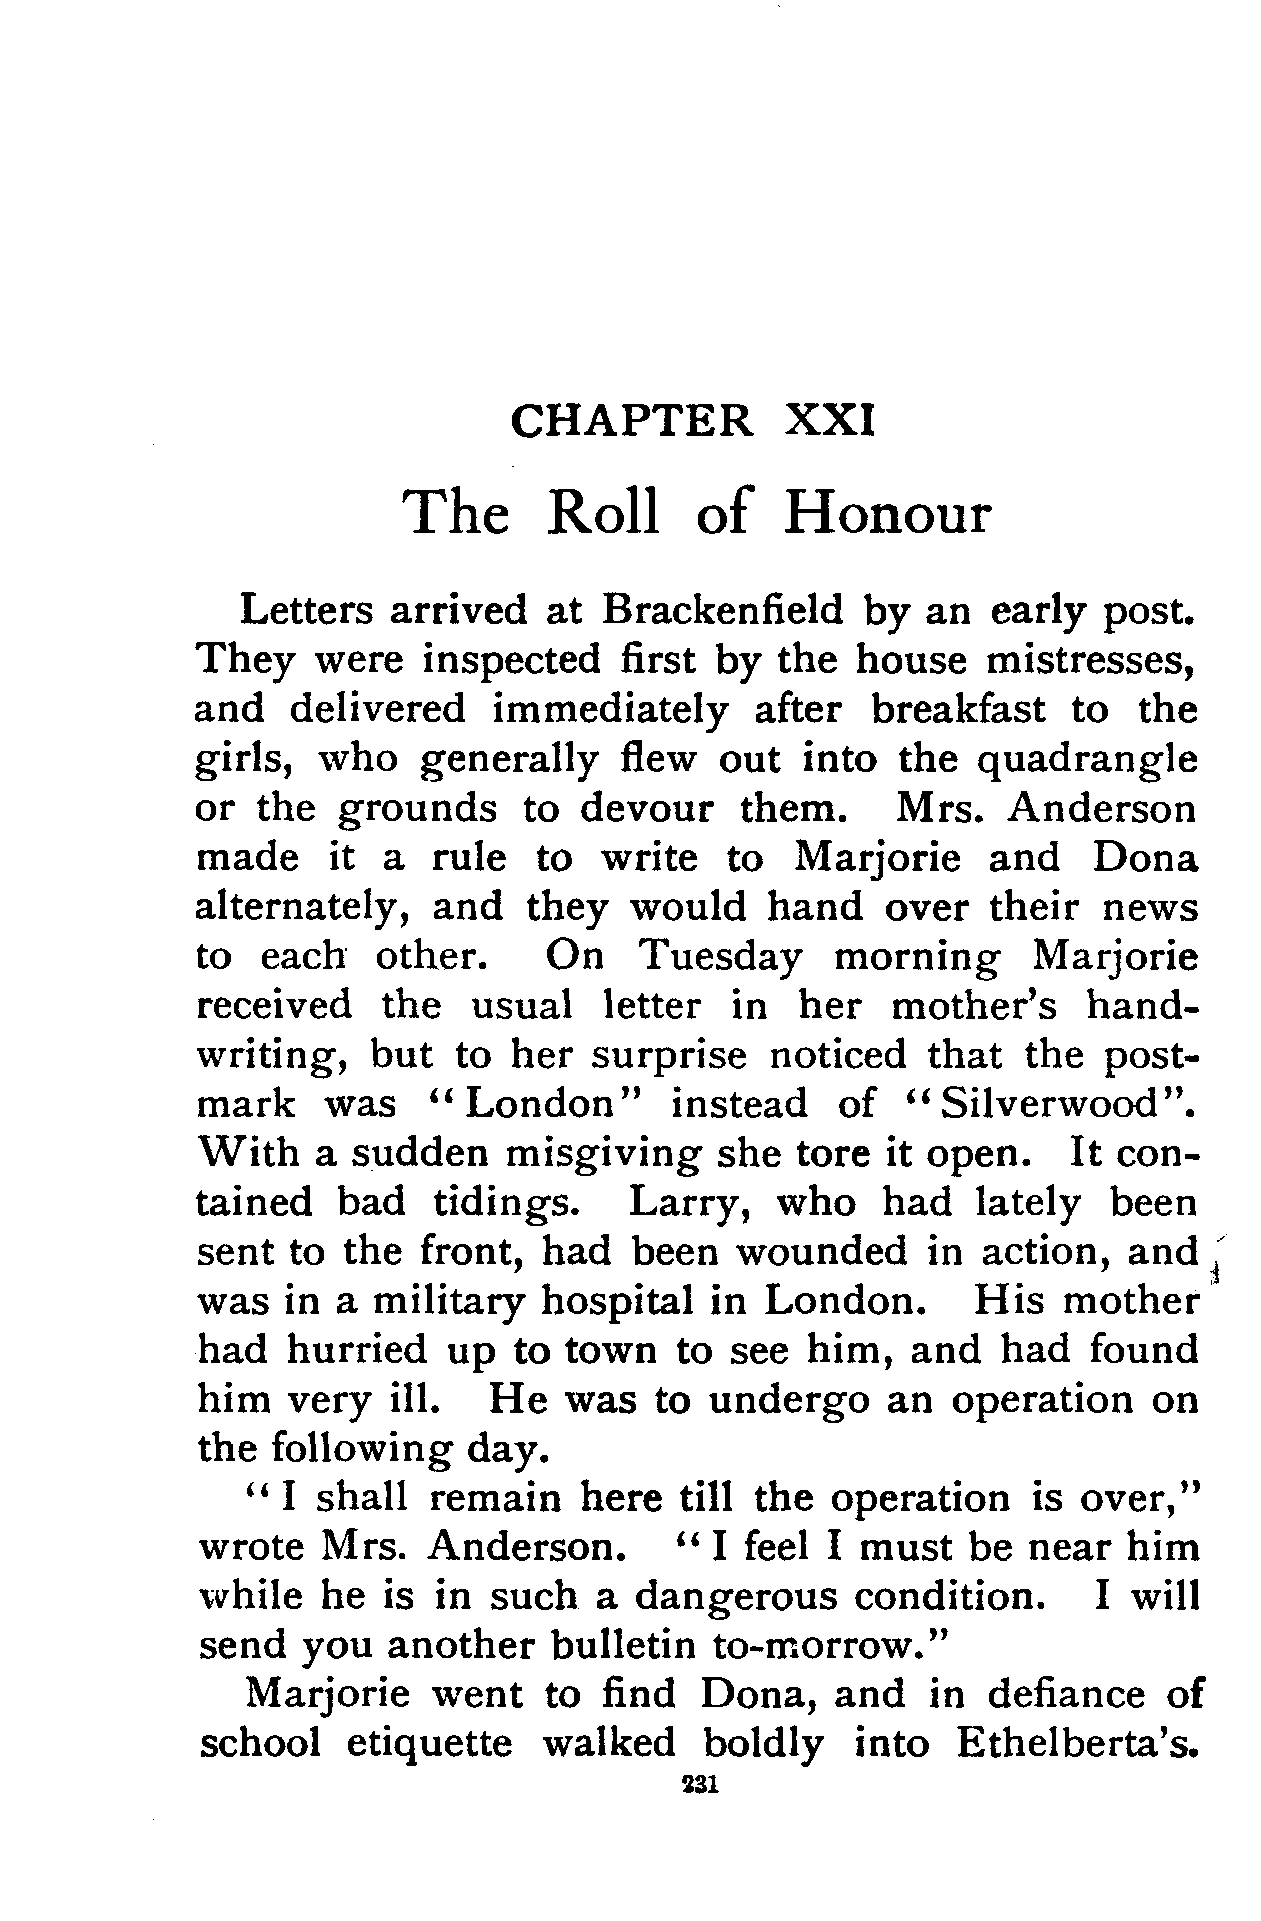 CHAPTER XXI
The Roll of Honour
Letters arrived at Brackenfield by an early post.
They were inspected first by the house mistresses,
and delivered immediately after breakfast to the
girls, who generally flew out into the quadrangle
or the grounds to devour them. Mrs. Anderson
made it a rule to write to Marjorie and Dona
alternately, and they would hand over their news
to each other. On Tuesday morning Marjorie
received the usual letter in her mother's hand-
writing, but to her surprise noticed that the post-
mark was “London” instead of “Silverwood”.
With a sudden misgiving she tore it open. It con-
tained bad tidings. Larry, who had lately been
sent to the front, had been wounded in action, and
was in a military hospital in London. His mother
had hurried up to town to see him, and had found
him very ill. He was to undergo an operation on
the following day.
“I shall remain here till the operation is over,”
wrote Mrs. Anderson. “I feel I must be near him
while he is in such a dangerous condition. I will
send you another bulletin to-morrow.”
Marjorie went to find Dona, and in defiance of
school etiquette walked boldly into Ethelberta's.
231